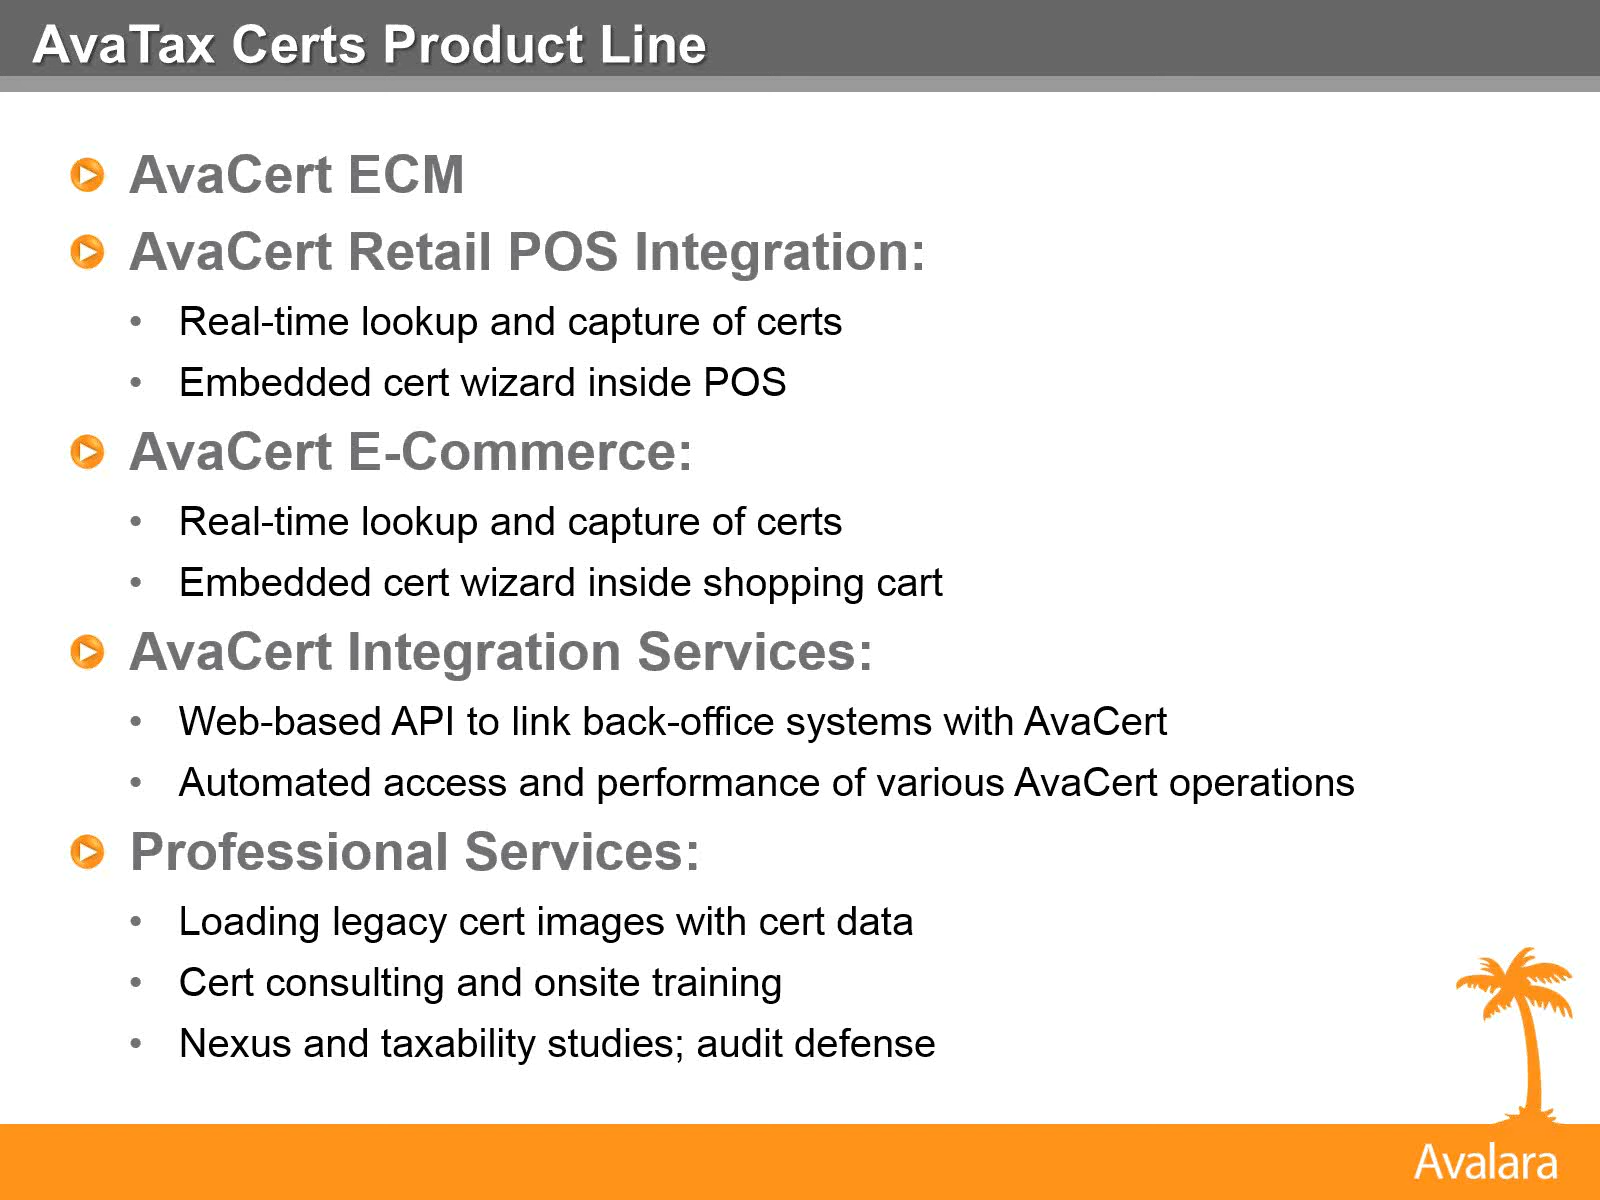 AvaTax Certs Product Line
AvaCert ECM
AvaCert Retail POS Integration:
• Real-time lookup and capture of certs
• Embedded cert wizard inside POS
AvaCert E-Commerce:
• Real-time lookup and capture of certs
• Embedded cert wizard inside shopping cart
AvaCert Integration Services:
• Web-based API to link back-office systems with AvaCert
• Automated access and performance of various AvaCert operations
Professional Services:
• Loading legacy cert images with cert data
• Cert consulting and onsite training
• Nexus and taxability studies; audit defense
Avalara